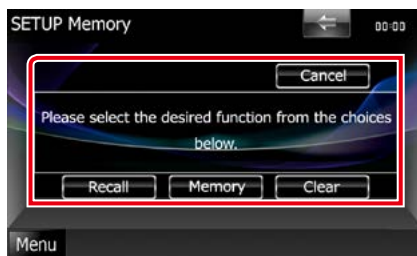 SETUP Memory
00:00
Cancel
Please select the desired function from the choices
below.
Recall Memory Clear
Menu